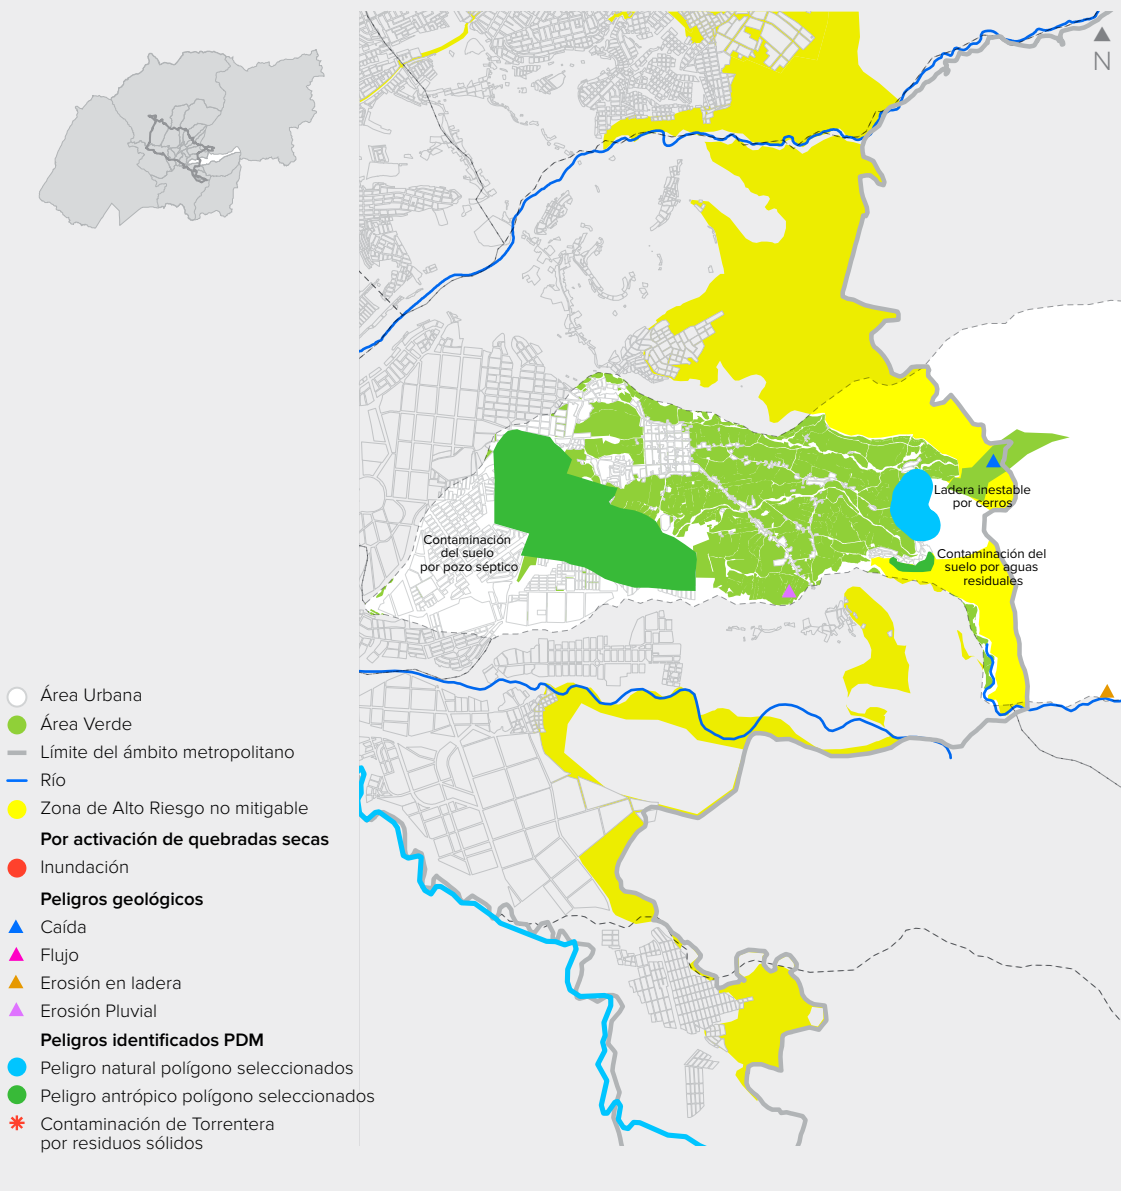 N
Ladera inestable
por cerros
Contaminación
del suelo
por pozo séptico
Contaminación del
suelo por aguas
residuales
Área Urbana
Área Verde
Límite del ámbito metropolitano
Río
Zona de Alto Riesgo no mitigable
Por activación de quebradas secas
Inundación
Peligros geológicos
Caída
Flujo
Erosión en ladera
Erosión Pluvial
Peligros identificados PDM
Peligro natural polígono seleccionados
Peligro antrópico polígono seleccionados
Contaminación de Torrentera
por residuos sólidos